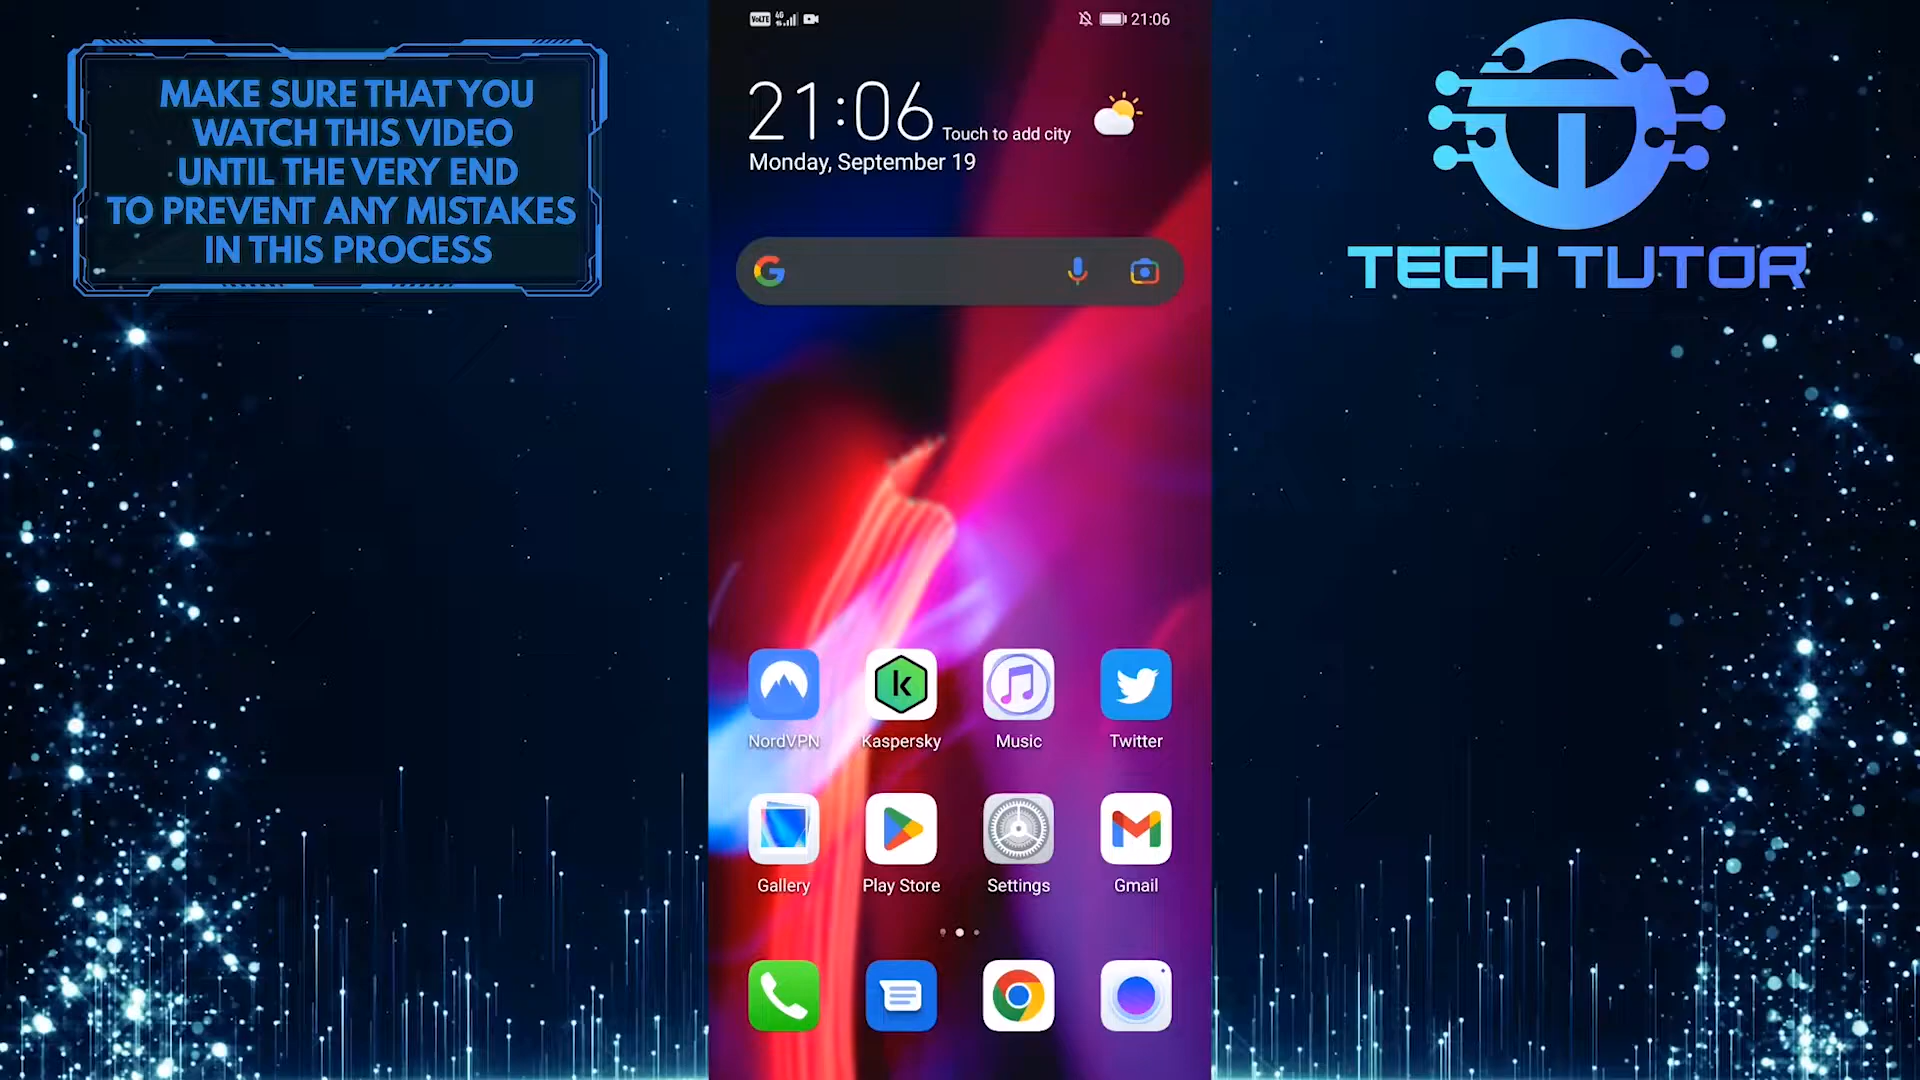 MAKE SURE THAT YOU
WATCH THIS VIDEO
UNTIL THE VERY END
TO PREVENT ANY MISTAKES
IN THIS PROCESS
VoLTE 4G 21:06
21:06 Touch to add city
Monday, September 19
TECH TUTOR
NordVPN Kaspersky Music Twitter
Gallery Play Store Settings Gmail